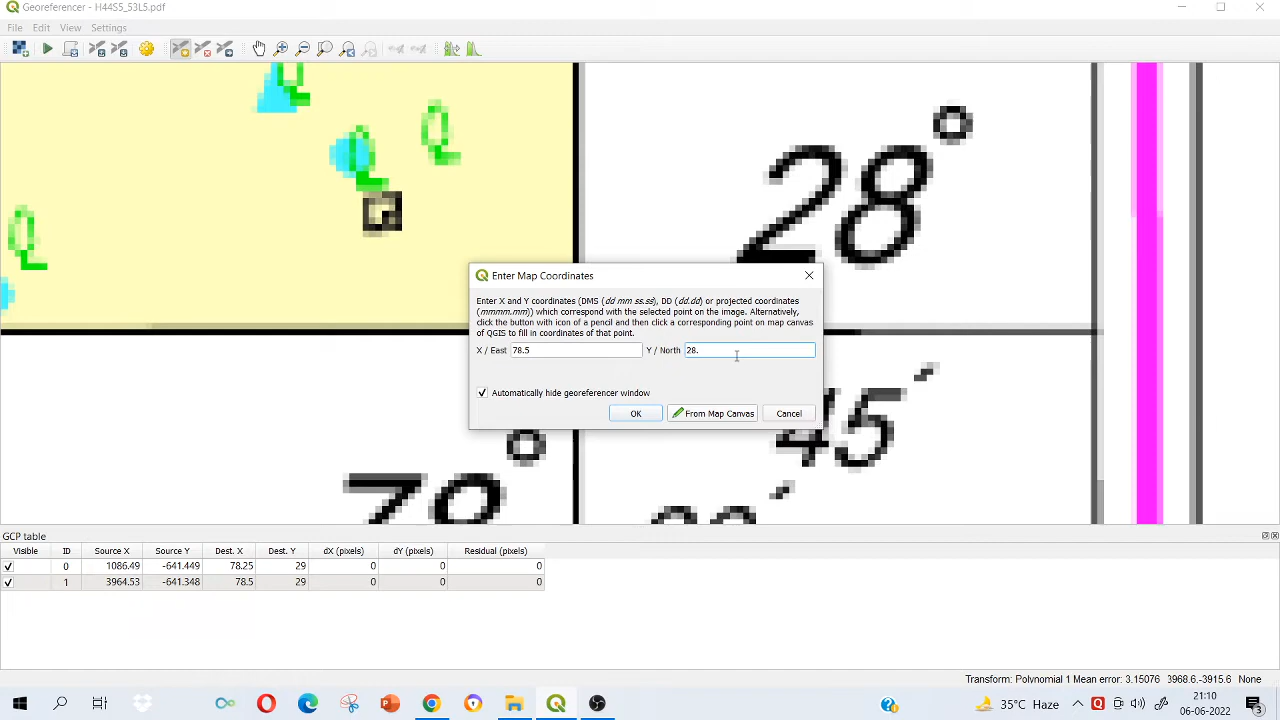 Georeferencer - H44S5_53L5.pdf
File Edit View Settings
28°
Enter Map Coordinates
Enter X and Y coordinates (DMS (dd mm ss.ss), DD (dd.dd) or projected coordinates
(mmmm.mm)) which correspond with the selected point on the image. Alternatively,
click the button with icon of a pencil and then click a corresponding point on map canvas
of QGIS to fill in coordinates of that point.
X / East 78.5 Y / North 28.
Automatically hide georeferencer window
OK From Map Canvas Cancel
45′
GCP table
Visible ID Source X Source Y Dest. X Dest. Y dX (pixels) dY (pixels) Residual (pixels)
0 1086.49 -641.449 78.25 29 0 0 0
1 3964.53 -641.348 78.5 29 0 0 0
Transform: Polynomial 1 Mean error: 3.15076 3968.6,-3915.6 None
35°C Haze
21:10
06-06-2022